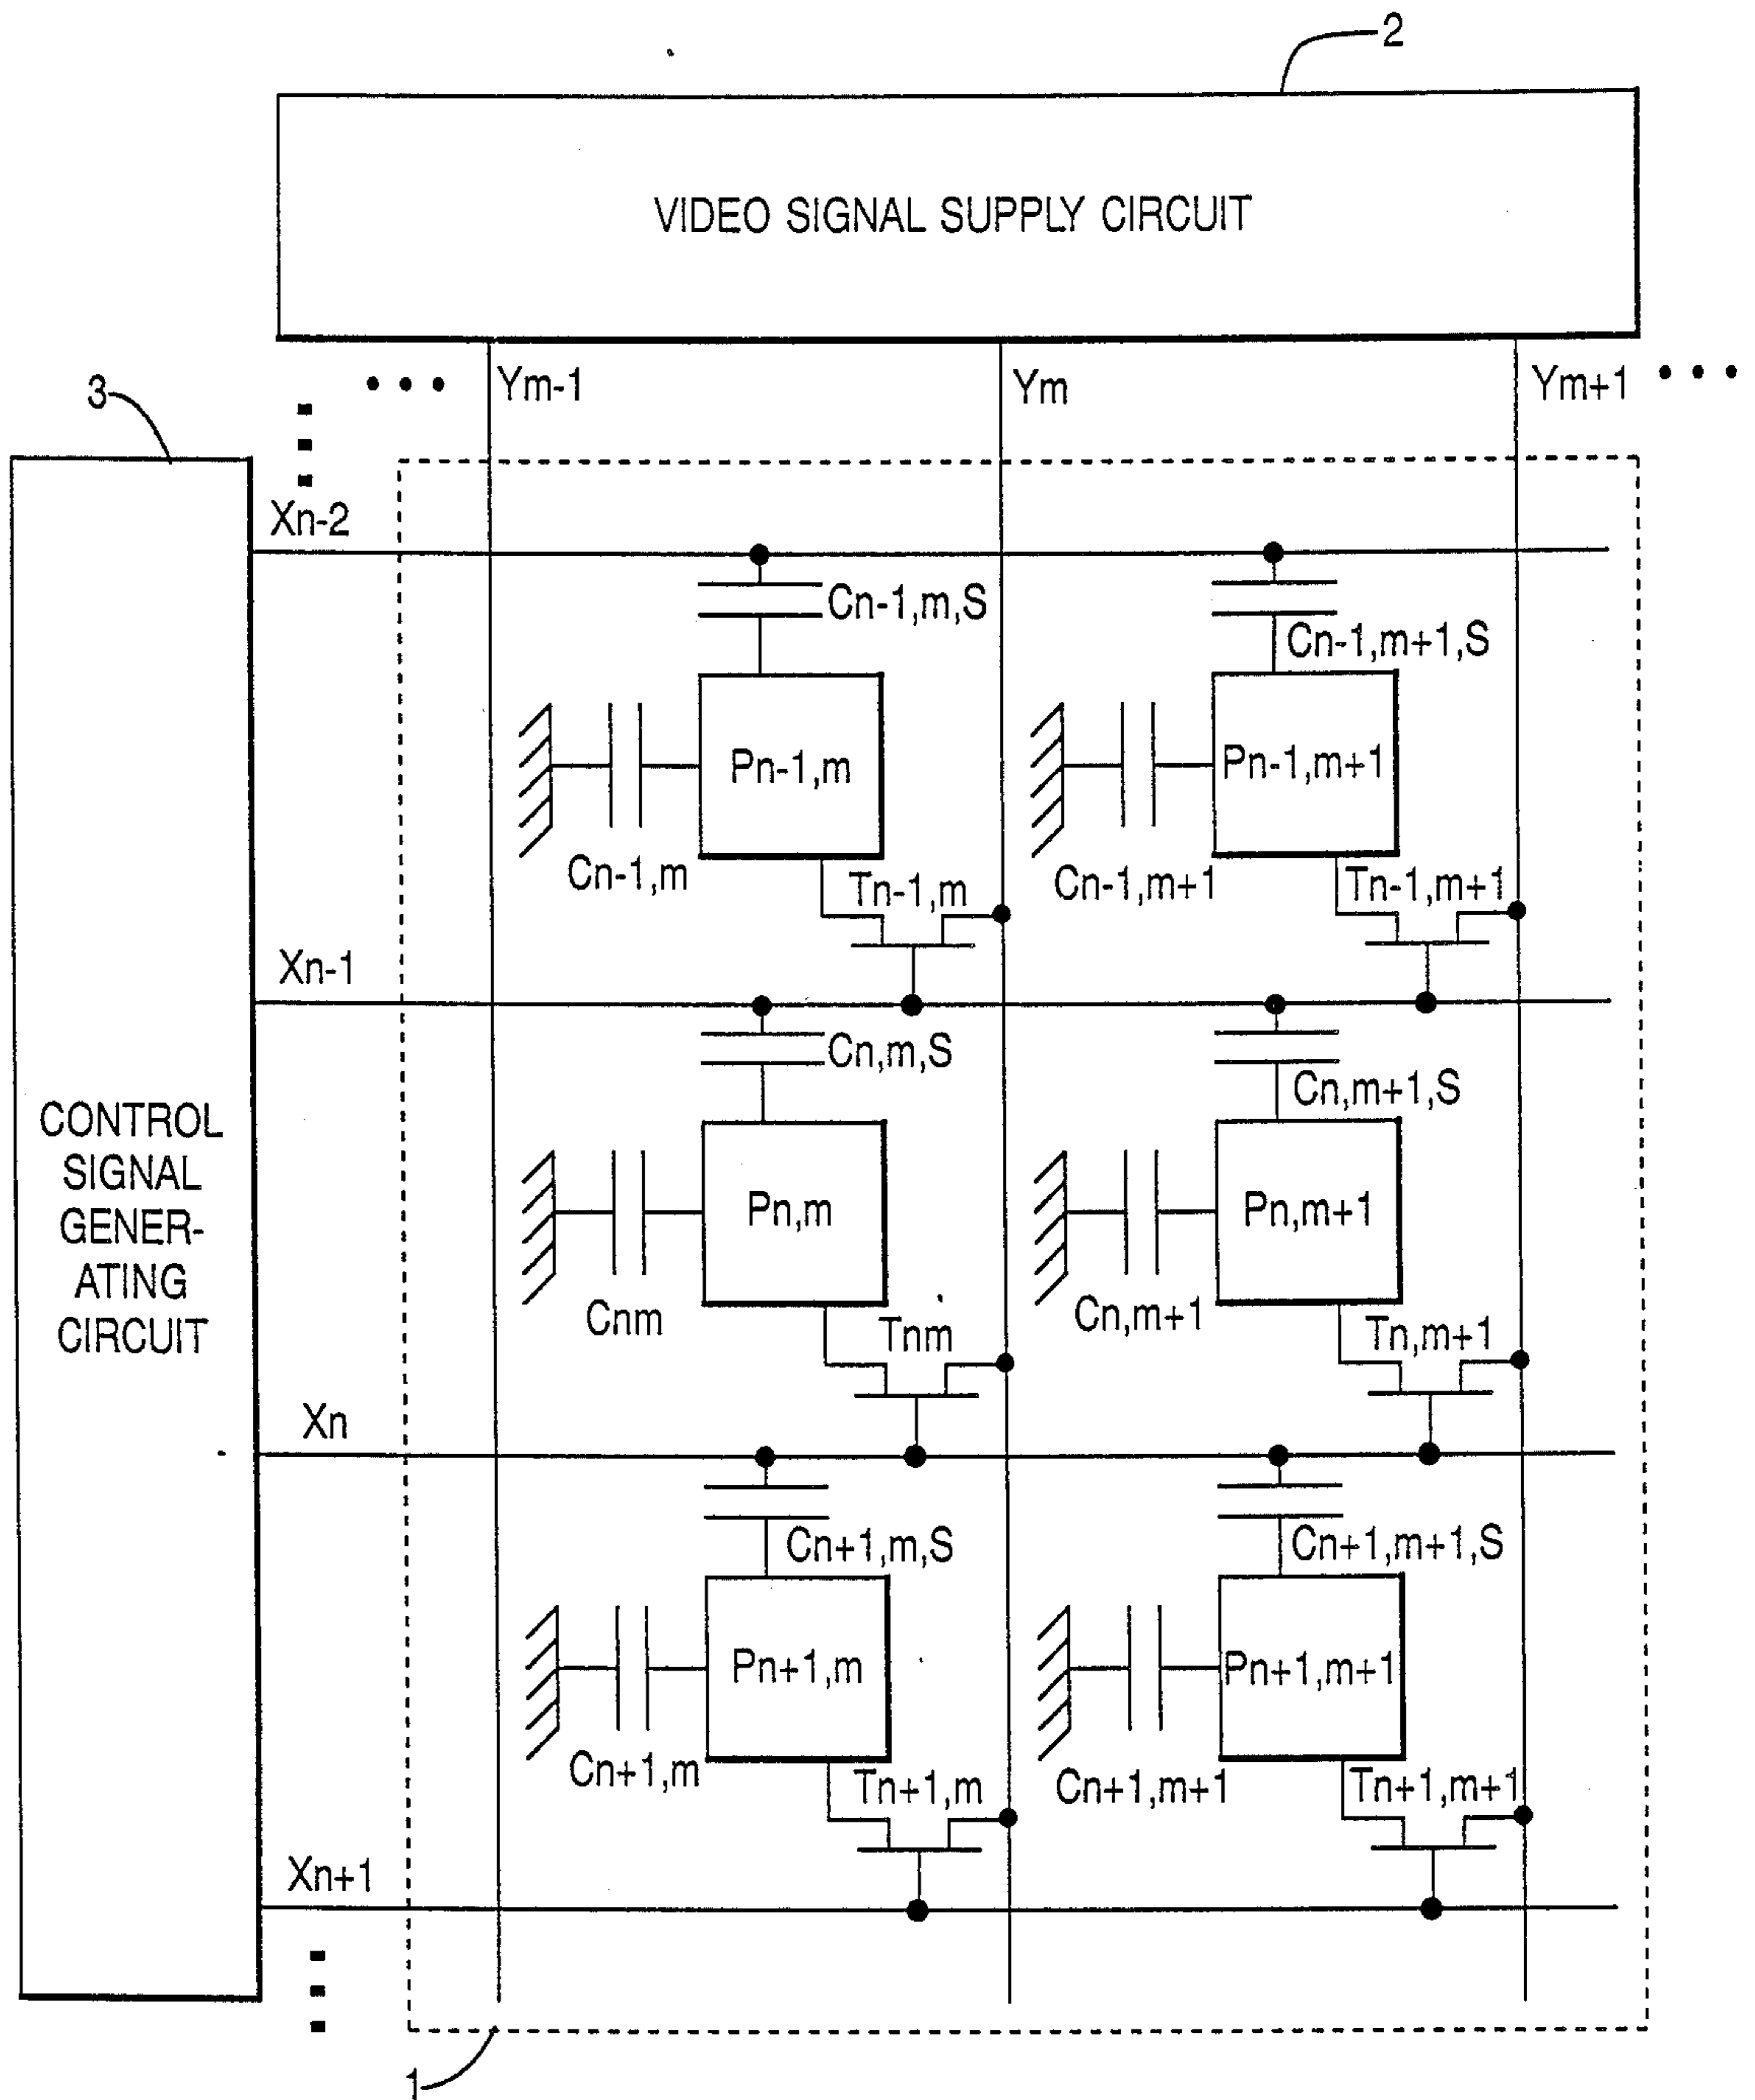 2
VIDEO SIGNAL SUPPLY CIRCUIT
3
Ym-1
Ym
Ym+1
Xn-2
Cn-1,m,S
Cn-1,m+1,S
Pn-1,m
Pn-1,m+1
Cn-1,m
Tn-1,m
Cn-1,m+1
Tn-1,m+1
Xn-1
Cn,m,S
Cn,m+1,S
CONTROL
SIGNAL
GENER-
ATING
CIRCUIT
Pn,m
Pn,m+1
Cnm
Tnm
Cn,m+1
Tn,m+1
Xn
Cn+1,m,S
Cn+1,m+1,S
Pn+1,m
Pn+1,m+1
Cn+1,m
Tn+1,m
Cn+1,m+1
Tn+1,m+1
Xn+1
1